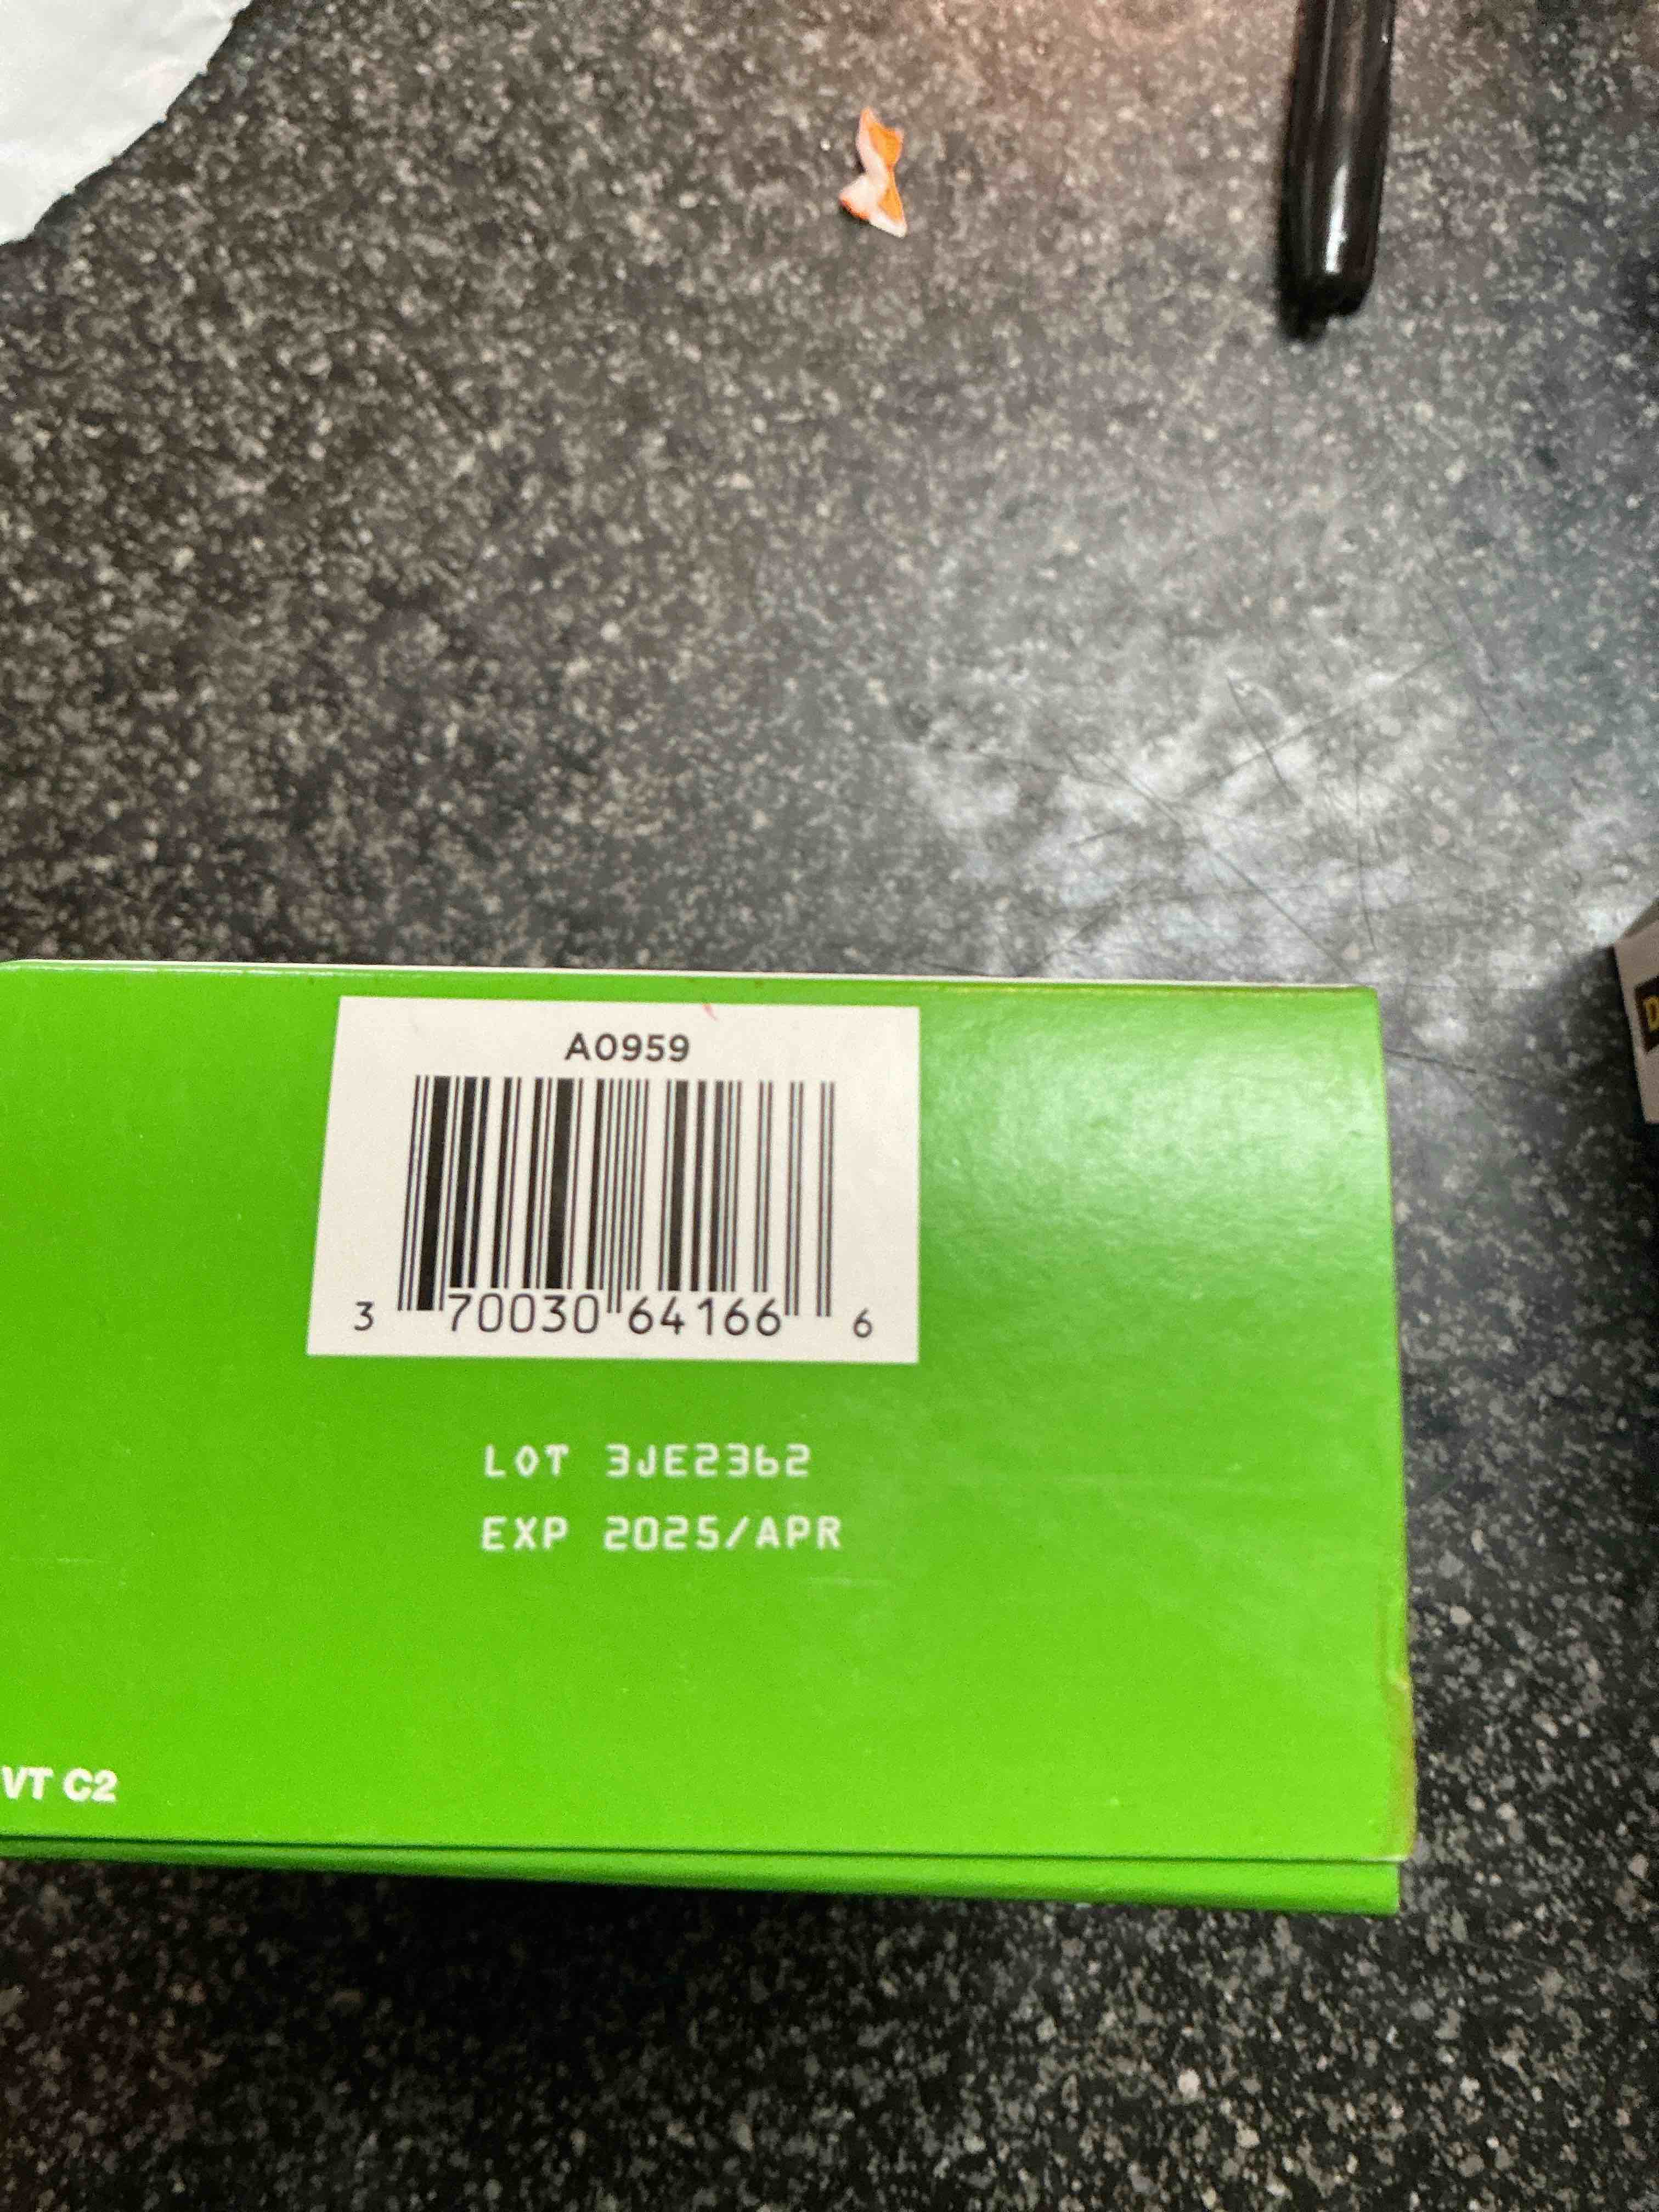 A0959
3 70030 64166 6
LOT 3JE2362
EXP 2025/APR
VT C2